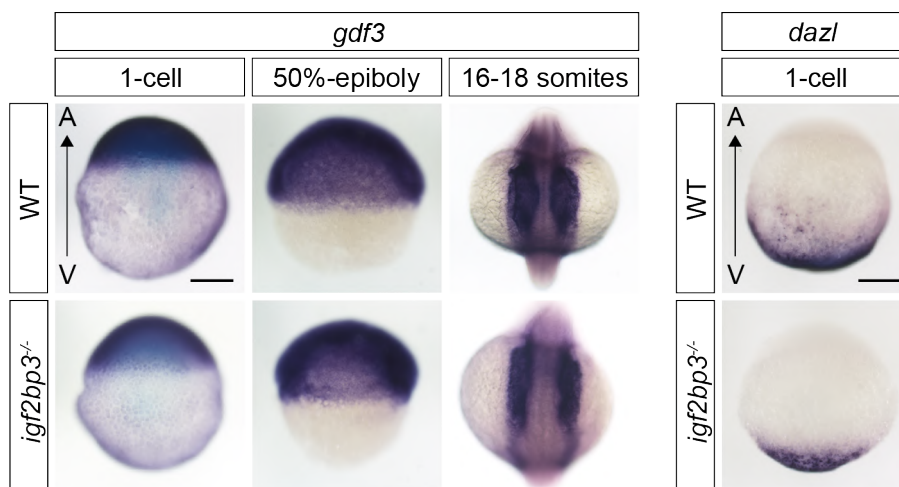 gdf3
dazl
1-cell
50%-epiboly
16-18 somites
1-cell
WT
A
V
WT
A
V
igf2bp3-/-
igf2bp3-/-